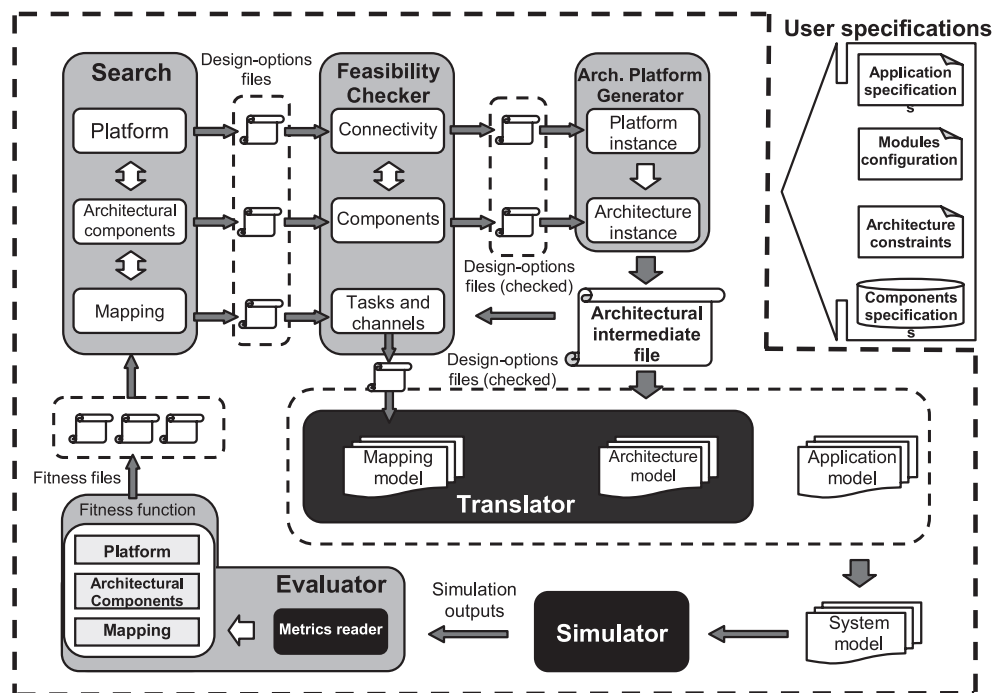 User specifications
Application
specification
s
Modules
configuration
Architecture
constraints
Components
specification
s
Search
Platform
Architectural
components
Mapping
Design-options
files
Feasibility
Checker
Connectivity
Components
Tasks and
channels
Arch. Platform
Generator
Platform
instance
Architecture
instance
Design-options
files (checked)
Architectural
intermediate
file
Design-options
files (checked)
Mapping
model
Architecture
model
Application
model
Translator
Fitness files
Fitness function
Platform
Architectural
Components
Mapping
Evaluator
Metrics reader
Simulation
outputs
Simulator
System
model